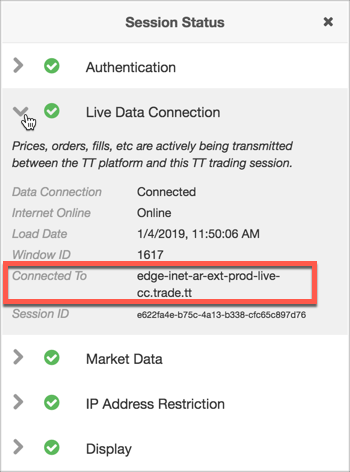 Session Status
Authentication
Live Data Connection
Prices, orders, fills, etc are actively being transmitted
between the TT platform and this TT trading session.
Data Connection Connected
Internet Online Online
Load Date 1/4/2019, 11:50:06 AM
Window ID 1617
Connected To edge-inet-ar-ext-prod-live-
cc.trade.tt
Session ID e622fa4e-b75c-4a13-b338-cfc65c897d76
Market Data
IP Address Restriction
Display